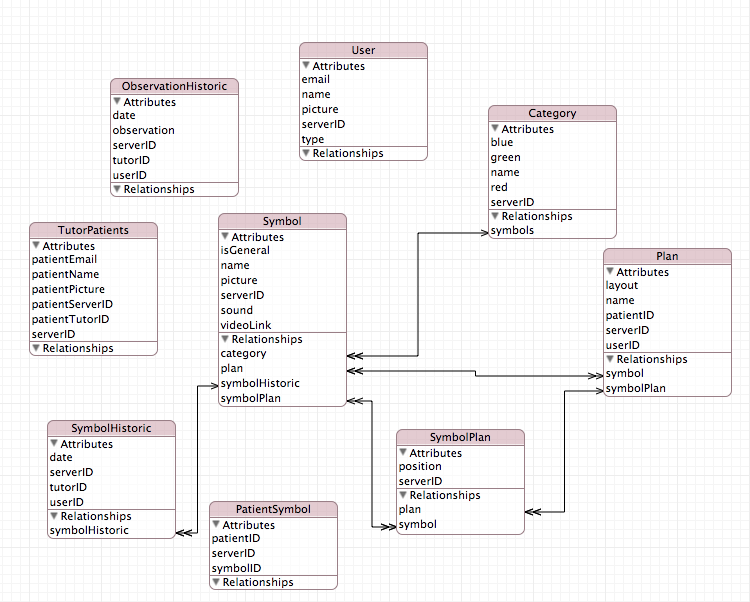 User
Attributes
email
name
picture
serverID
type
Relationships
ObservationHistoric
Attributes
date
observation
serverID
tutorID
userID
Relationships
Category
Attributes
blue
green
name
red
serverID
Relationships
symbols
TutorPatients
Attributes
patientEmail
patientName
patientPicture
patientServerID
patientTutorID
serverID
Relationships
Symbol
Attributes
isGeneral
name
picture
serverID
sound
videoLink
Relationships
category
plan
symbolHistoric
symbolPlan
Plan
Attributes
layout
name
patientID
serverID
userID
Relationships
symbol
symbolPlan
SymbolHistoric
Attributes
date
serverID
tutorID
userID
Relationships
symbolHistoric
SymbolPlan
Attributes
position
serverID
Relationships
plan
symbol
PatientSymbol
Attributes
patientID
serverID
symbolID
Relationships